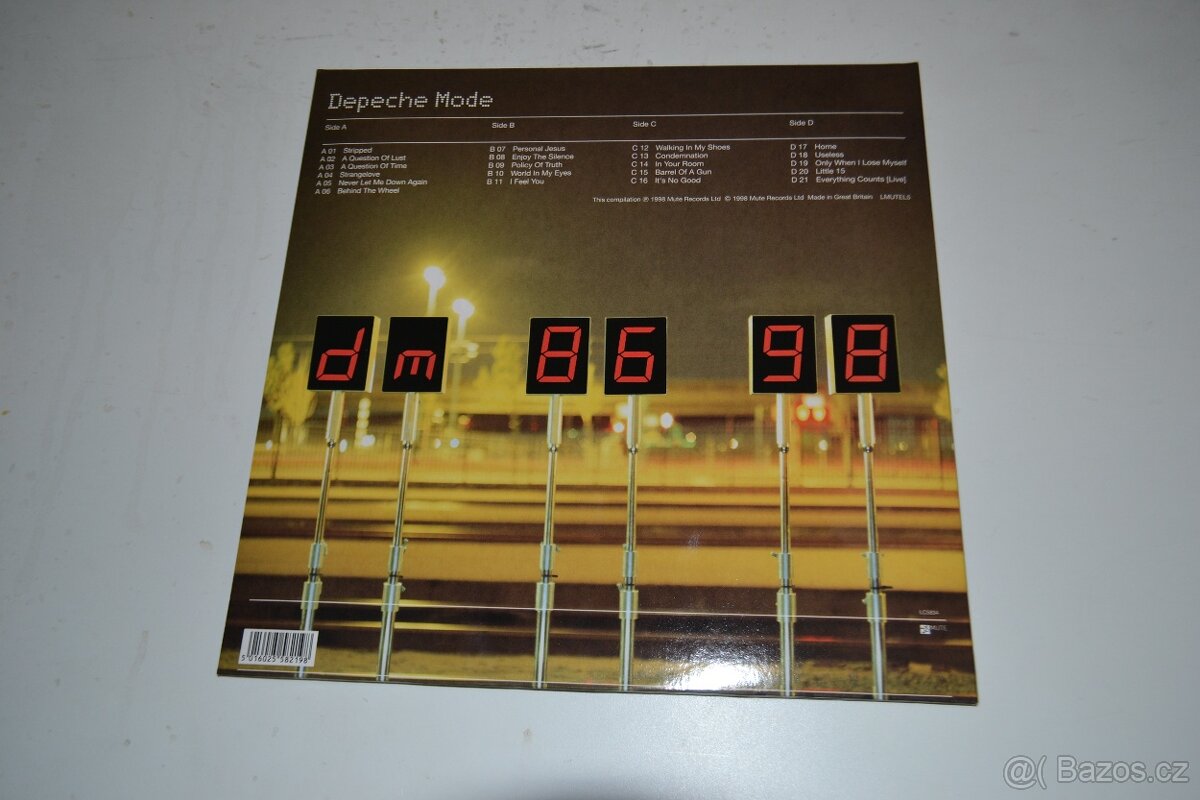 Depeche Mode
Side A
A 01 Stripped
A 02 A Question Of Lust
A 03 A Question Of Time
A 04 Strangelove
A 05 Never Let Me Down Again
A 06 Behind The Wheel
Side B
B 07 Personal Jesus
B 08 Enjoy The Silence
B 09 Policy Of Truth
B 10 World In My Eyes
B 11 I Feel You
Side C
C 12 Walking In My Shoes
C 13 Condemnation
C 14 In Your Room
C 15 Barrel Of A Gun
C 16 It's No Good
Side D
D 17 Home
D 18 Useless
D 19 Only When I Lose Myself
D 20 Little 15
D 21 Everything Counts [Live]
This compilation ℗ 1998 Mute Records Ltd © 1998 Mute Records Ltd Made in Great Britain LMUTEL5
dm 86 98
LC5834
MUTE
5 016025 582198
@( Bazos.cz